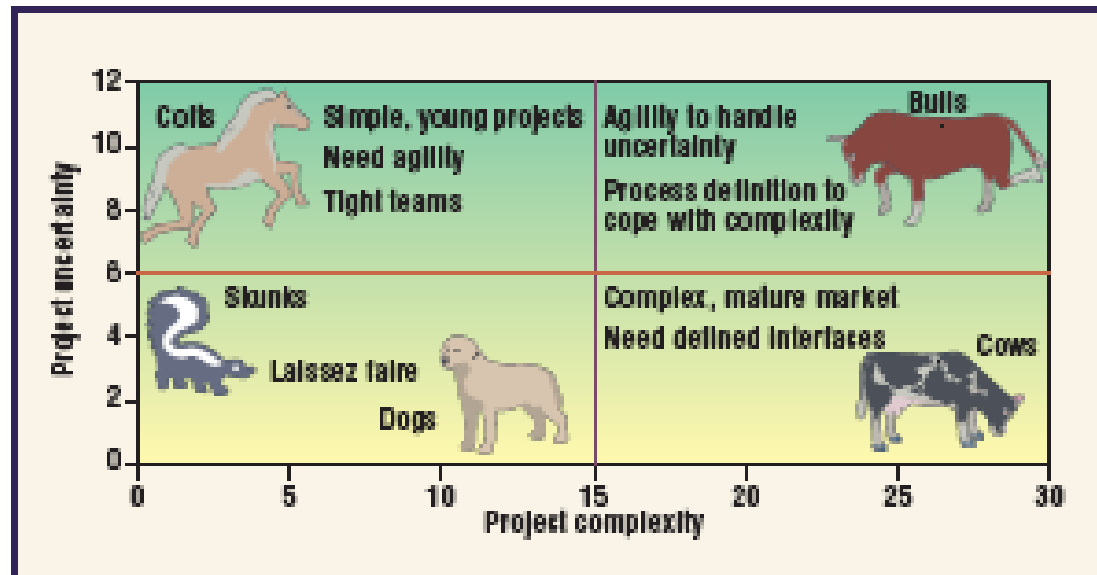 12
10
8
6
4
2
0
Project uncertainty
Colts
Simple, young projects
Need agility
Tight teams
Bulls
Agility to handle
uncertainty
Process definition to
cope with complexity
Skunks
Laissez faire
Dogs
Complex, mature market
Need defined interfaces
Cows
0
5
10
15
20
25
30
Project complexity